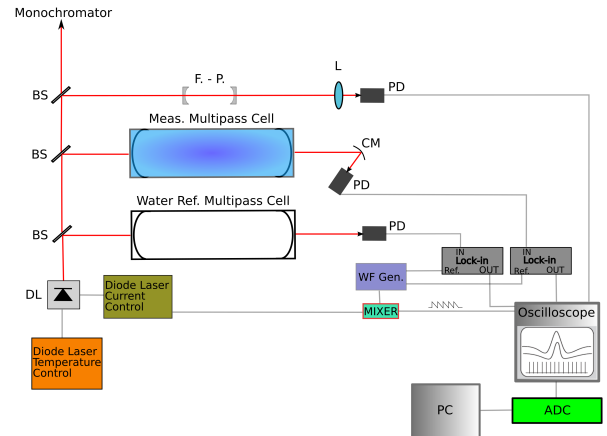 Monochromator
L
F. - P.
BS
PD
Meas. Multipass Cell
CM
BS
PD
Water Ref. Multipass Cell
BS
PD
IN
Lock-in
Ref. OUT
IN
Lock-in
Ref. OUT
WF Gen.
DL
Diode Laser
Current
Control
MIXER
Oscilloscope
Diode Laser
Temperature
Control
PC
ADC